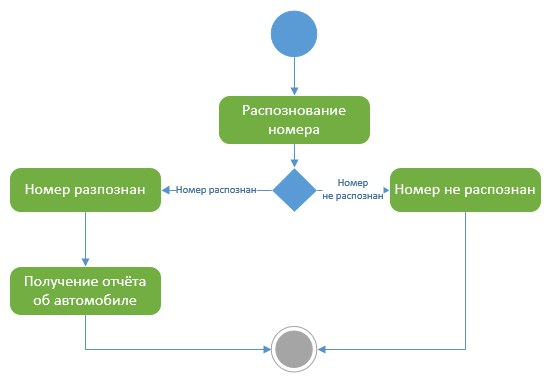 Распознование
номера
Номер разпознан
Номер распознан
Номер
не распознан
Номер не распознан
Получение отчёта
об автомобиле